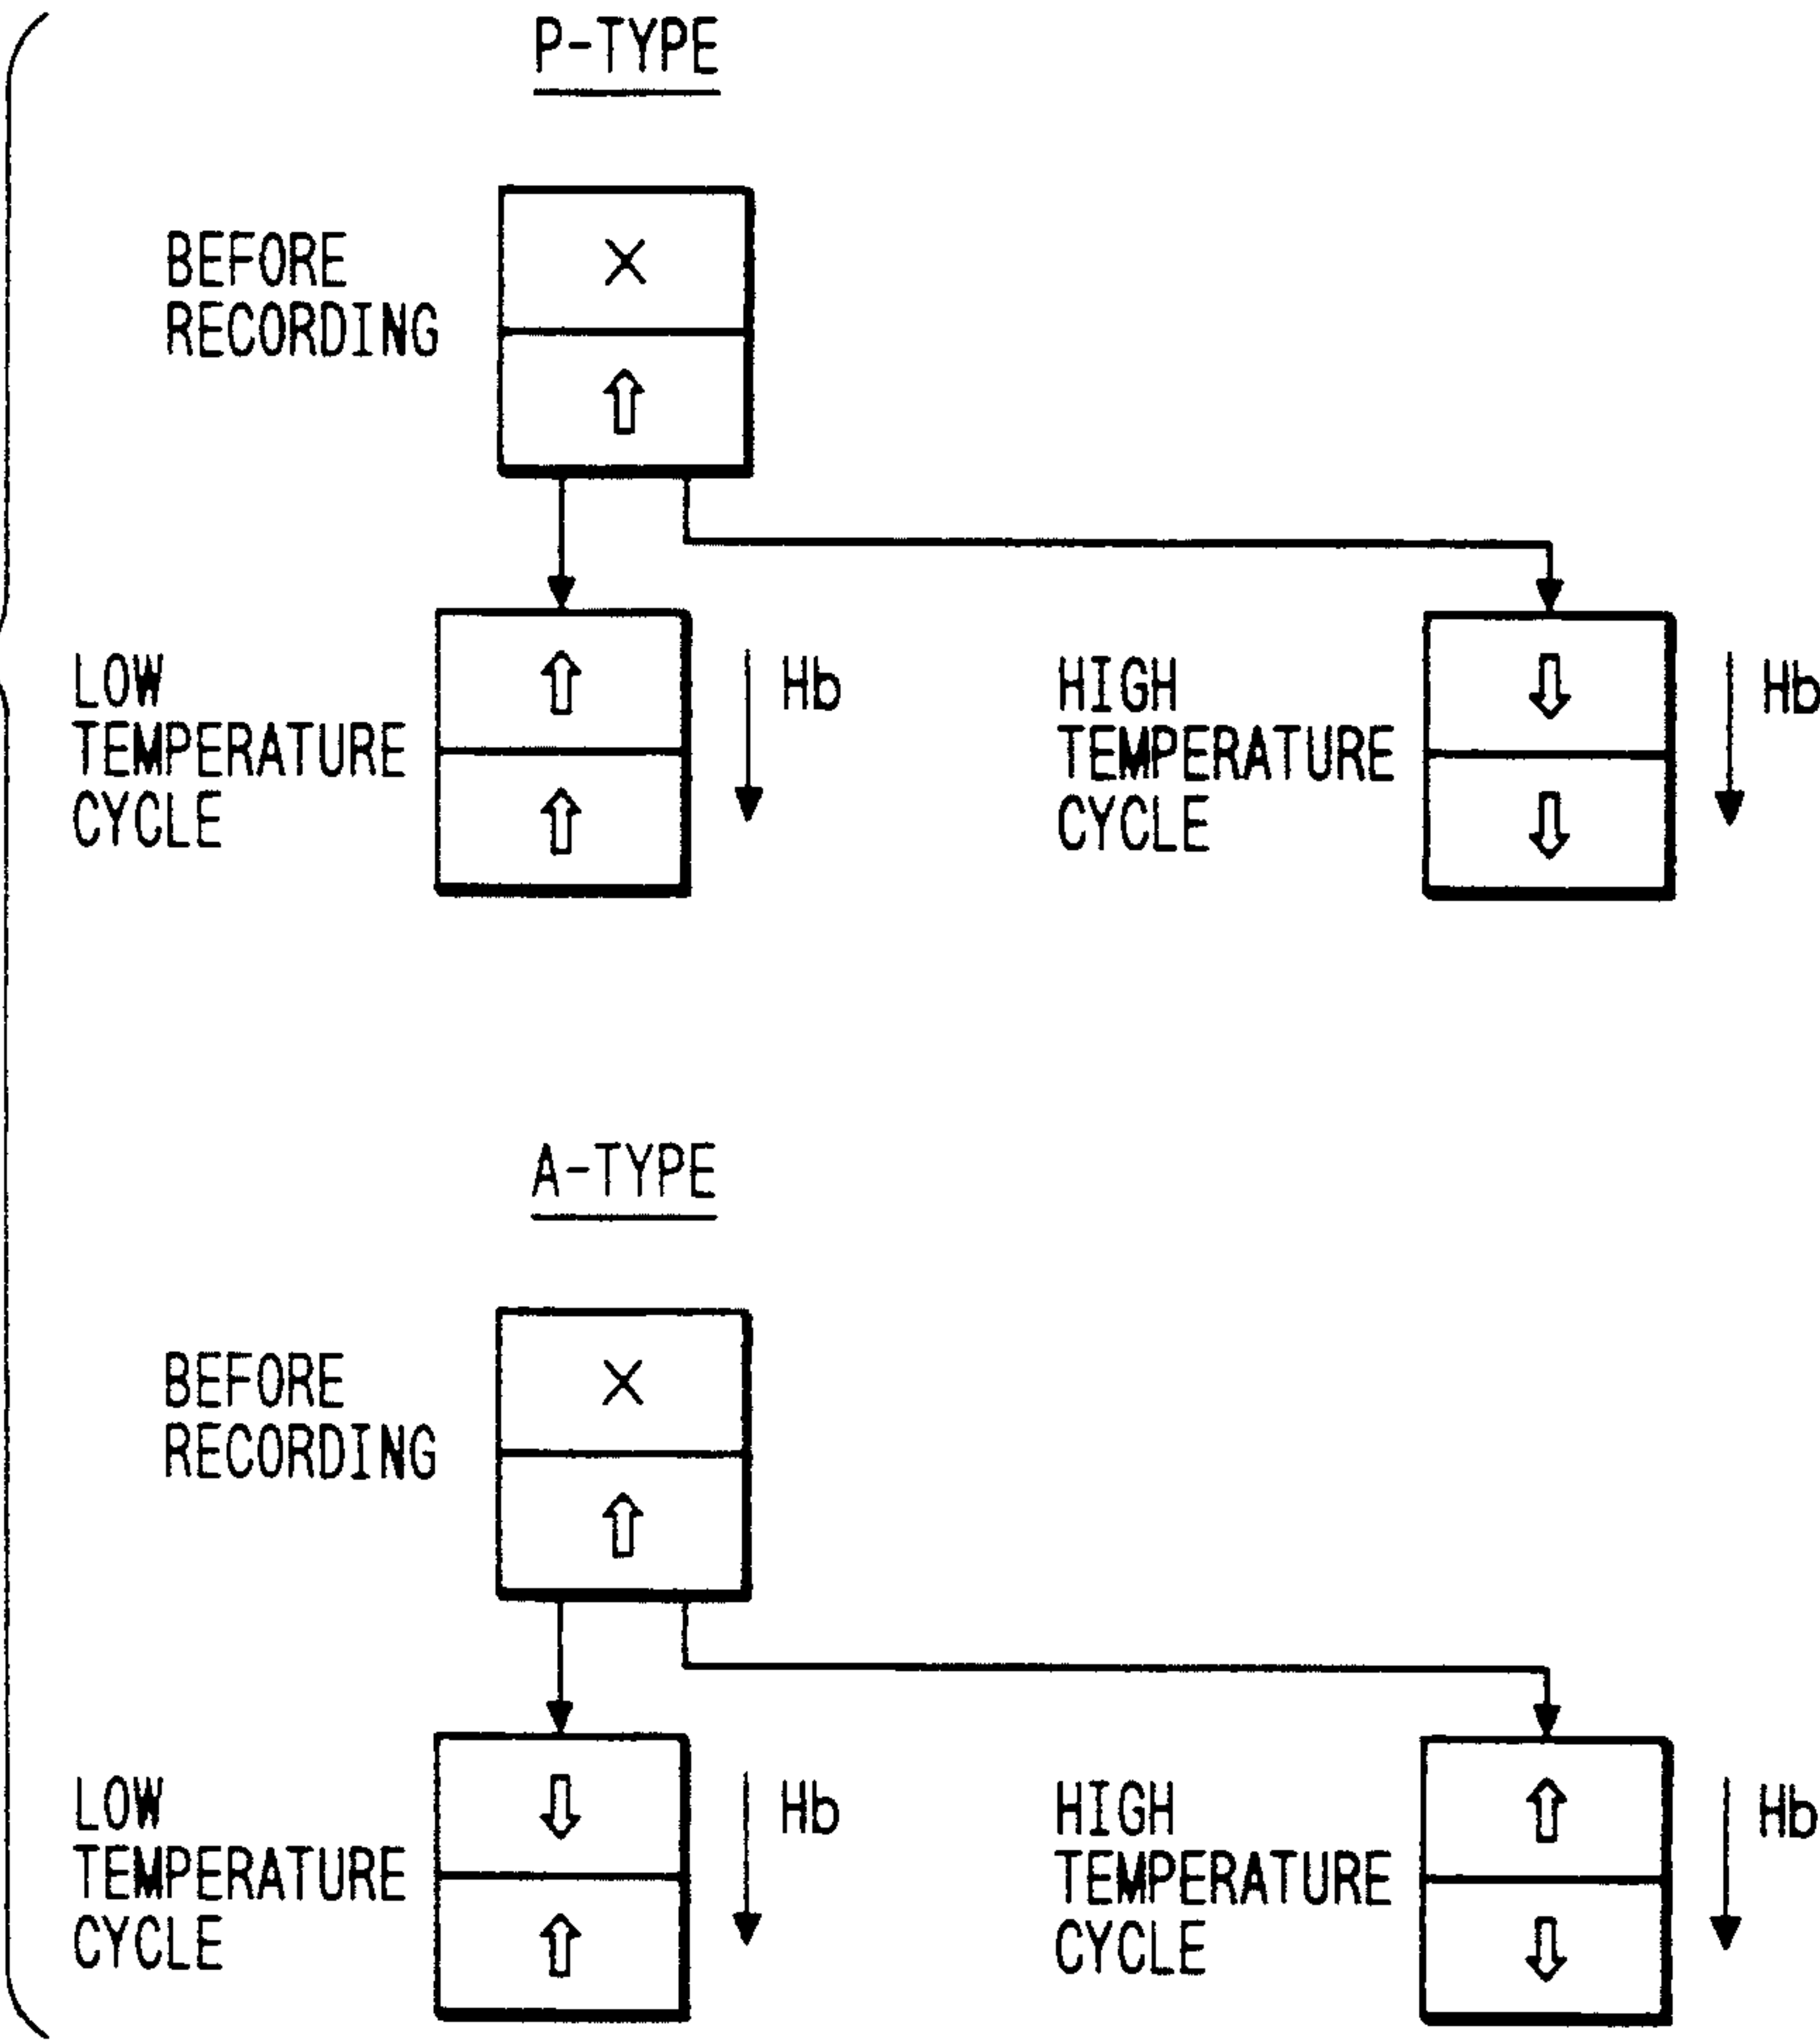 P-TYPE
BEFORE
RECORDING
×
LOW
TEMPERATURE
CYCLE
Hb
HIGH
TEMPERATURE
CYCLE
Hb
A-TYPE
BEFORE
RECORDING
×
LOW
TEMPERATURE
CYCLE
Hb
HIGH
TEMPERATURE
CYCLE
Hb